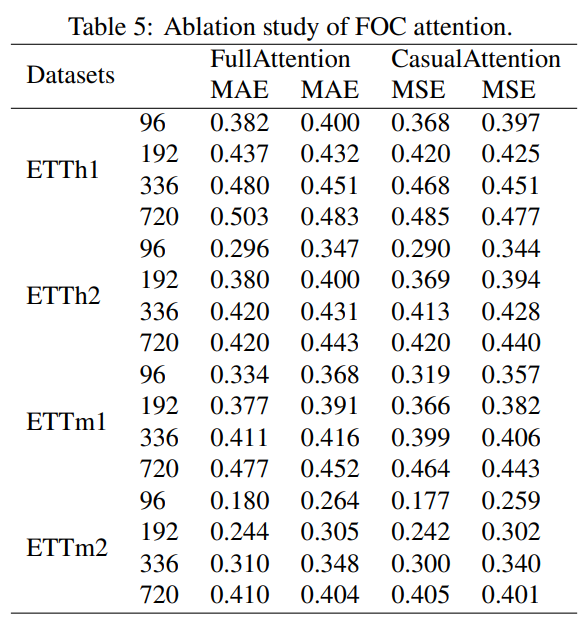 Table 5: Ablation study of FOC attention.
Datasets FullAttention CasualAttention
MAE MAE MSE MSE
ETTh1 96 0.382 0.400 0.368 0.397
192 0.437 0.432 0.420 0.425
336 0.480 0.451 0.468 0.451
720 0.503 0.483 0.485 0.477
ETTh2 96 0.296 0.347 0.290 0.344
192 0.380 0.400 0.369 0.394
336 0.420 0.431 0.413 0.428
720 0.420 0.443 0.420 0.440
ETTm1 96 0.334 0.368 0.319 0.357
192 0.377 0.391 0.366 0.382
336 0.411 0.416 0.399 0.406
720 0.477 0.452 0.464 0.443
ETTm2 96 0.180 0.264 0.177 0.259
192 0.244 0.305 0.242 0.302
336 0.310 0.348 0.300 0.340
720 0.410 0.404 0.405 0.401